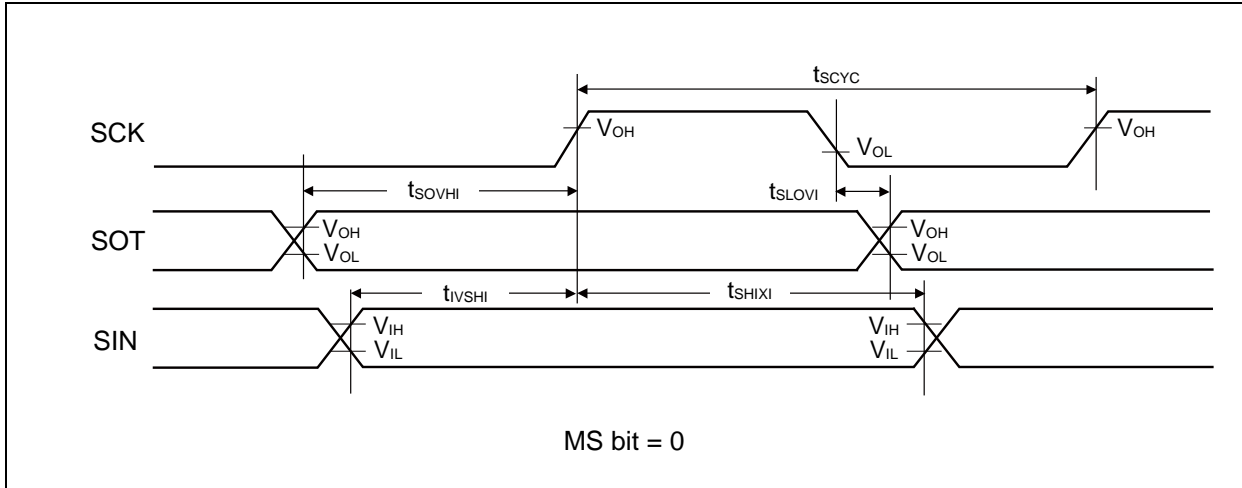 tSCYC
SCK
VOH
VOL
VOH
tSOVHI
tSLOVI
SOT
VOH
VOL
VOH
VOL
tIVSHI
tSHIXI
SIN
VIH
VIL
VIH
VIL
MS bit = 0